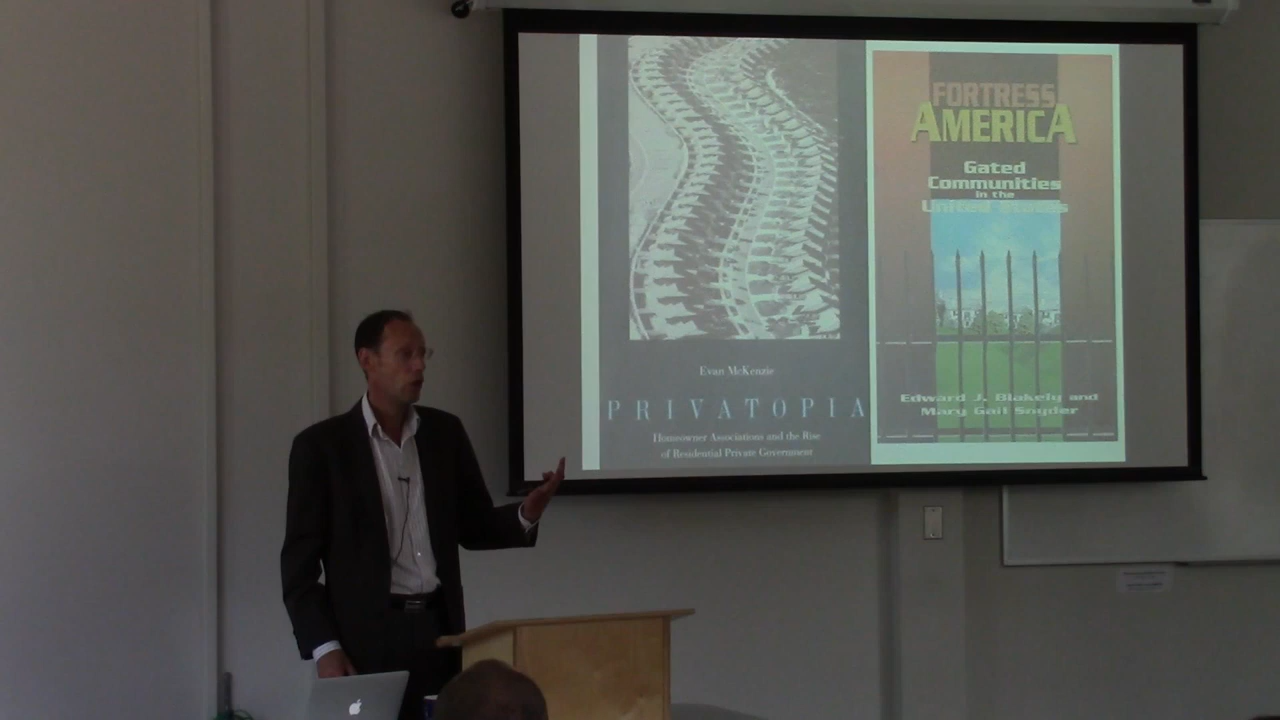 Evan McKenzie
PRIVATOPIA
Homeowner Associations and the Rise
of Residential Private Government
FORTRESS
AMERICA
Gated
Communities
in the
United States
Edward J. Blakely and
Mary Gail Snyder